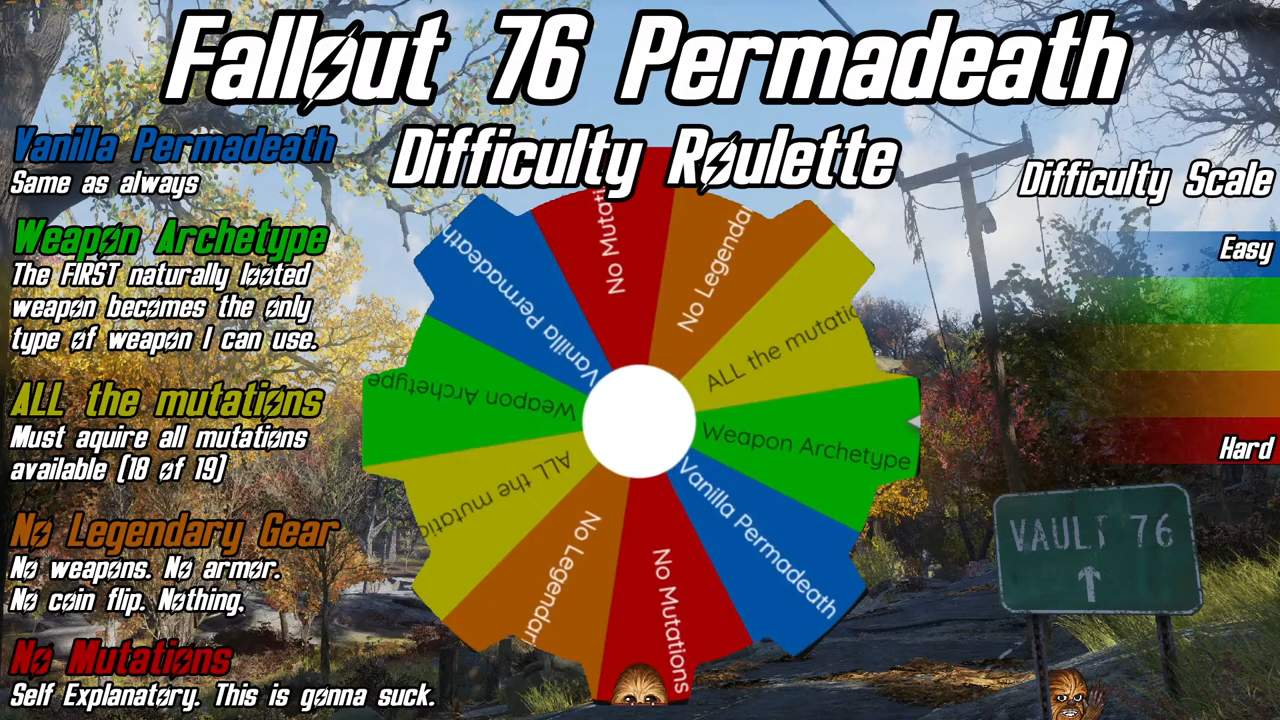 Fallout 76 Permadeath
Difficulty Roulette
Vanilla Permadeath
Same as always
Weapon Archetype
The FIRST naturally looted
weapon becomes the only
type of weapon I can use.
ALL the mutations
Must aquire all mutations
available (18 of 19)
No Legendary Gear
No weapons. No armor.
No coin flip. Nothing.
No Mutations
Self Explanatory. This is gonna suck.
No Mutati
No Legendar
ALL the mutatio
Weapon Archetype
Vanilla Permadeath
No Mutations
No Legendar
ALL the mutatio
Weapon Archetype
Vanilla Permadeath
Difficulty Scale
Easy
Hard
VAULT 76